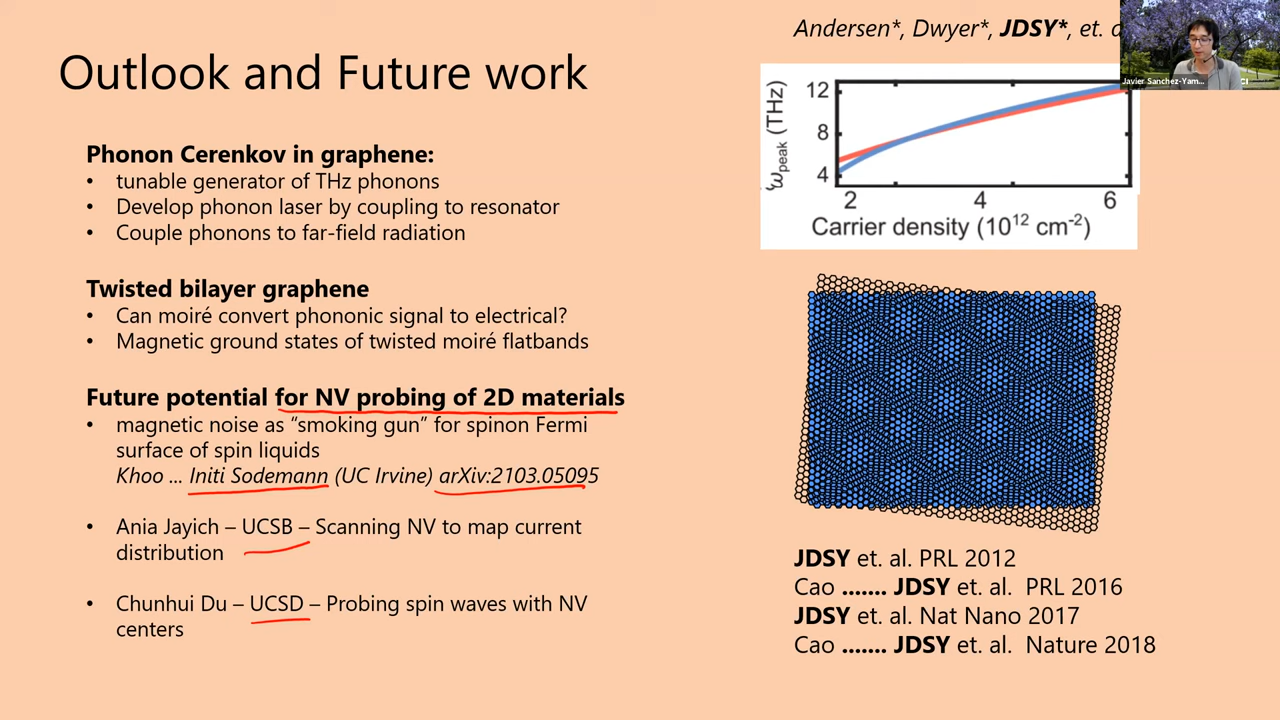 Outlook and Future work
Phonon Cerenkov in graphene:
• tunable generator of THz phonons
• Develop phonon laser by coupling to resonator
• Couple phonons to far-field radiation
Twisted bilayer graphene
• Can moiré convert phononic signal to electrical?
• Magnetic ground states of twisted moiré flatbands
Future potential for NV probing of 2D materials
• magnetic noise as “smoking gun” for spinon Fermi
surface of spin liquids
Khoo ... Initi Sodemann (UC Irvine) arXiv:2103.05095
• Ania Jayich – UCSB – Scanning NV to map current
distribution
• Chunhui Du – UCSD – Probing spin waves with NV
centers
Andersen*, Dwyer*, JDSY*, et.
Javier Sanchez-Yam...
CI
ω peak (THz)
12
8
4
2 4 6
Carrier density (10¹² cm⁻²)
JDSY et. al. PRL 2012
Cao ....... JDSY et. al. PRL 2016
JDSY et. al. Nat Nano 2017
Cao ....... JDSY et. al. Nature 2018